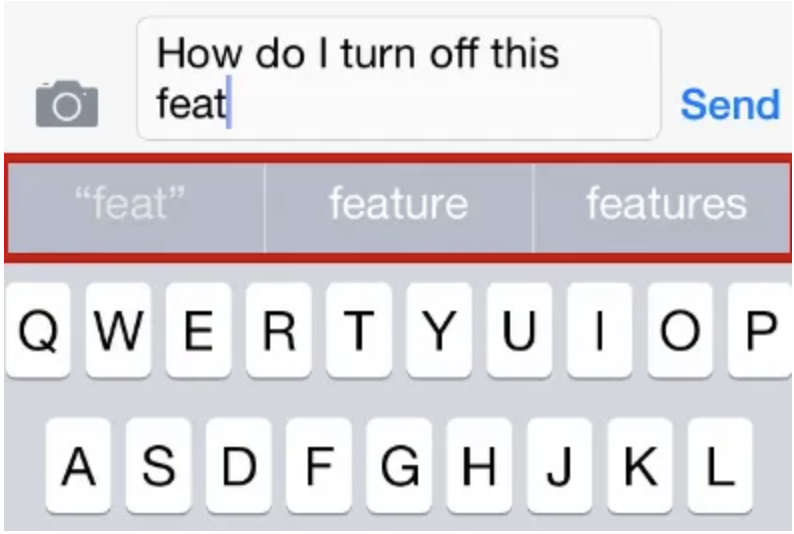 How do I turn off this
feat
Send
“feat” feature features
Q W E R T Y U I O P
A S D F G H J K L